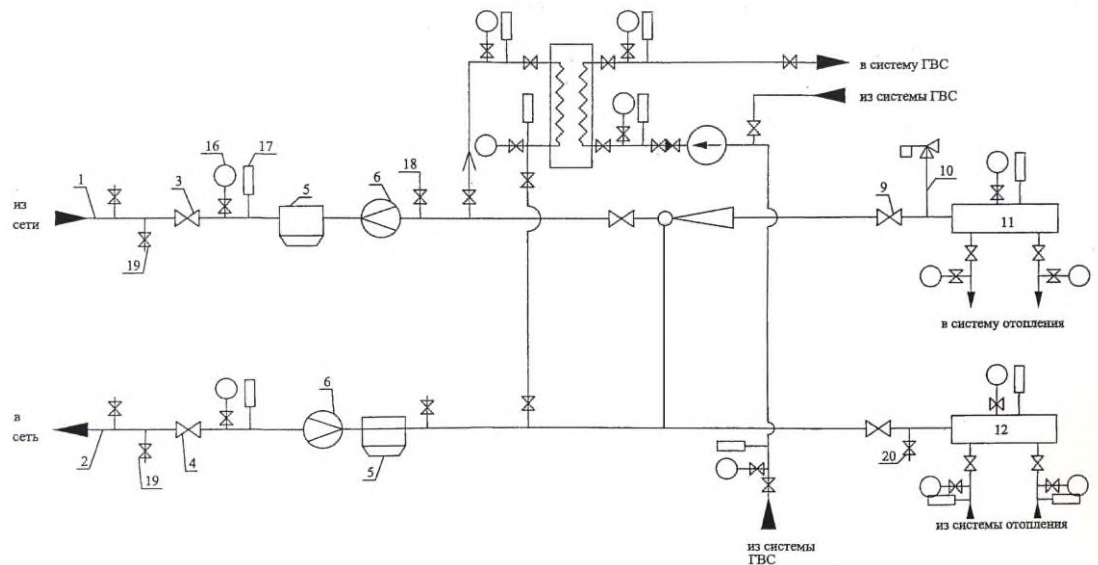 в систему ГВС
из системы ГВС
16
17
18
1
3
5
6
9
10
из
сети
19
11
в систему отопления
6
в
сеть
2
19
4
5
20
12
из системы отопления
из системы
ГВС